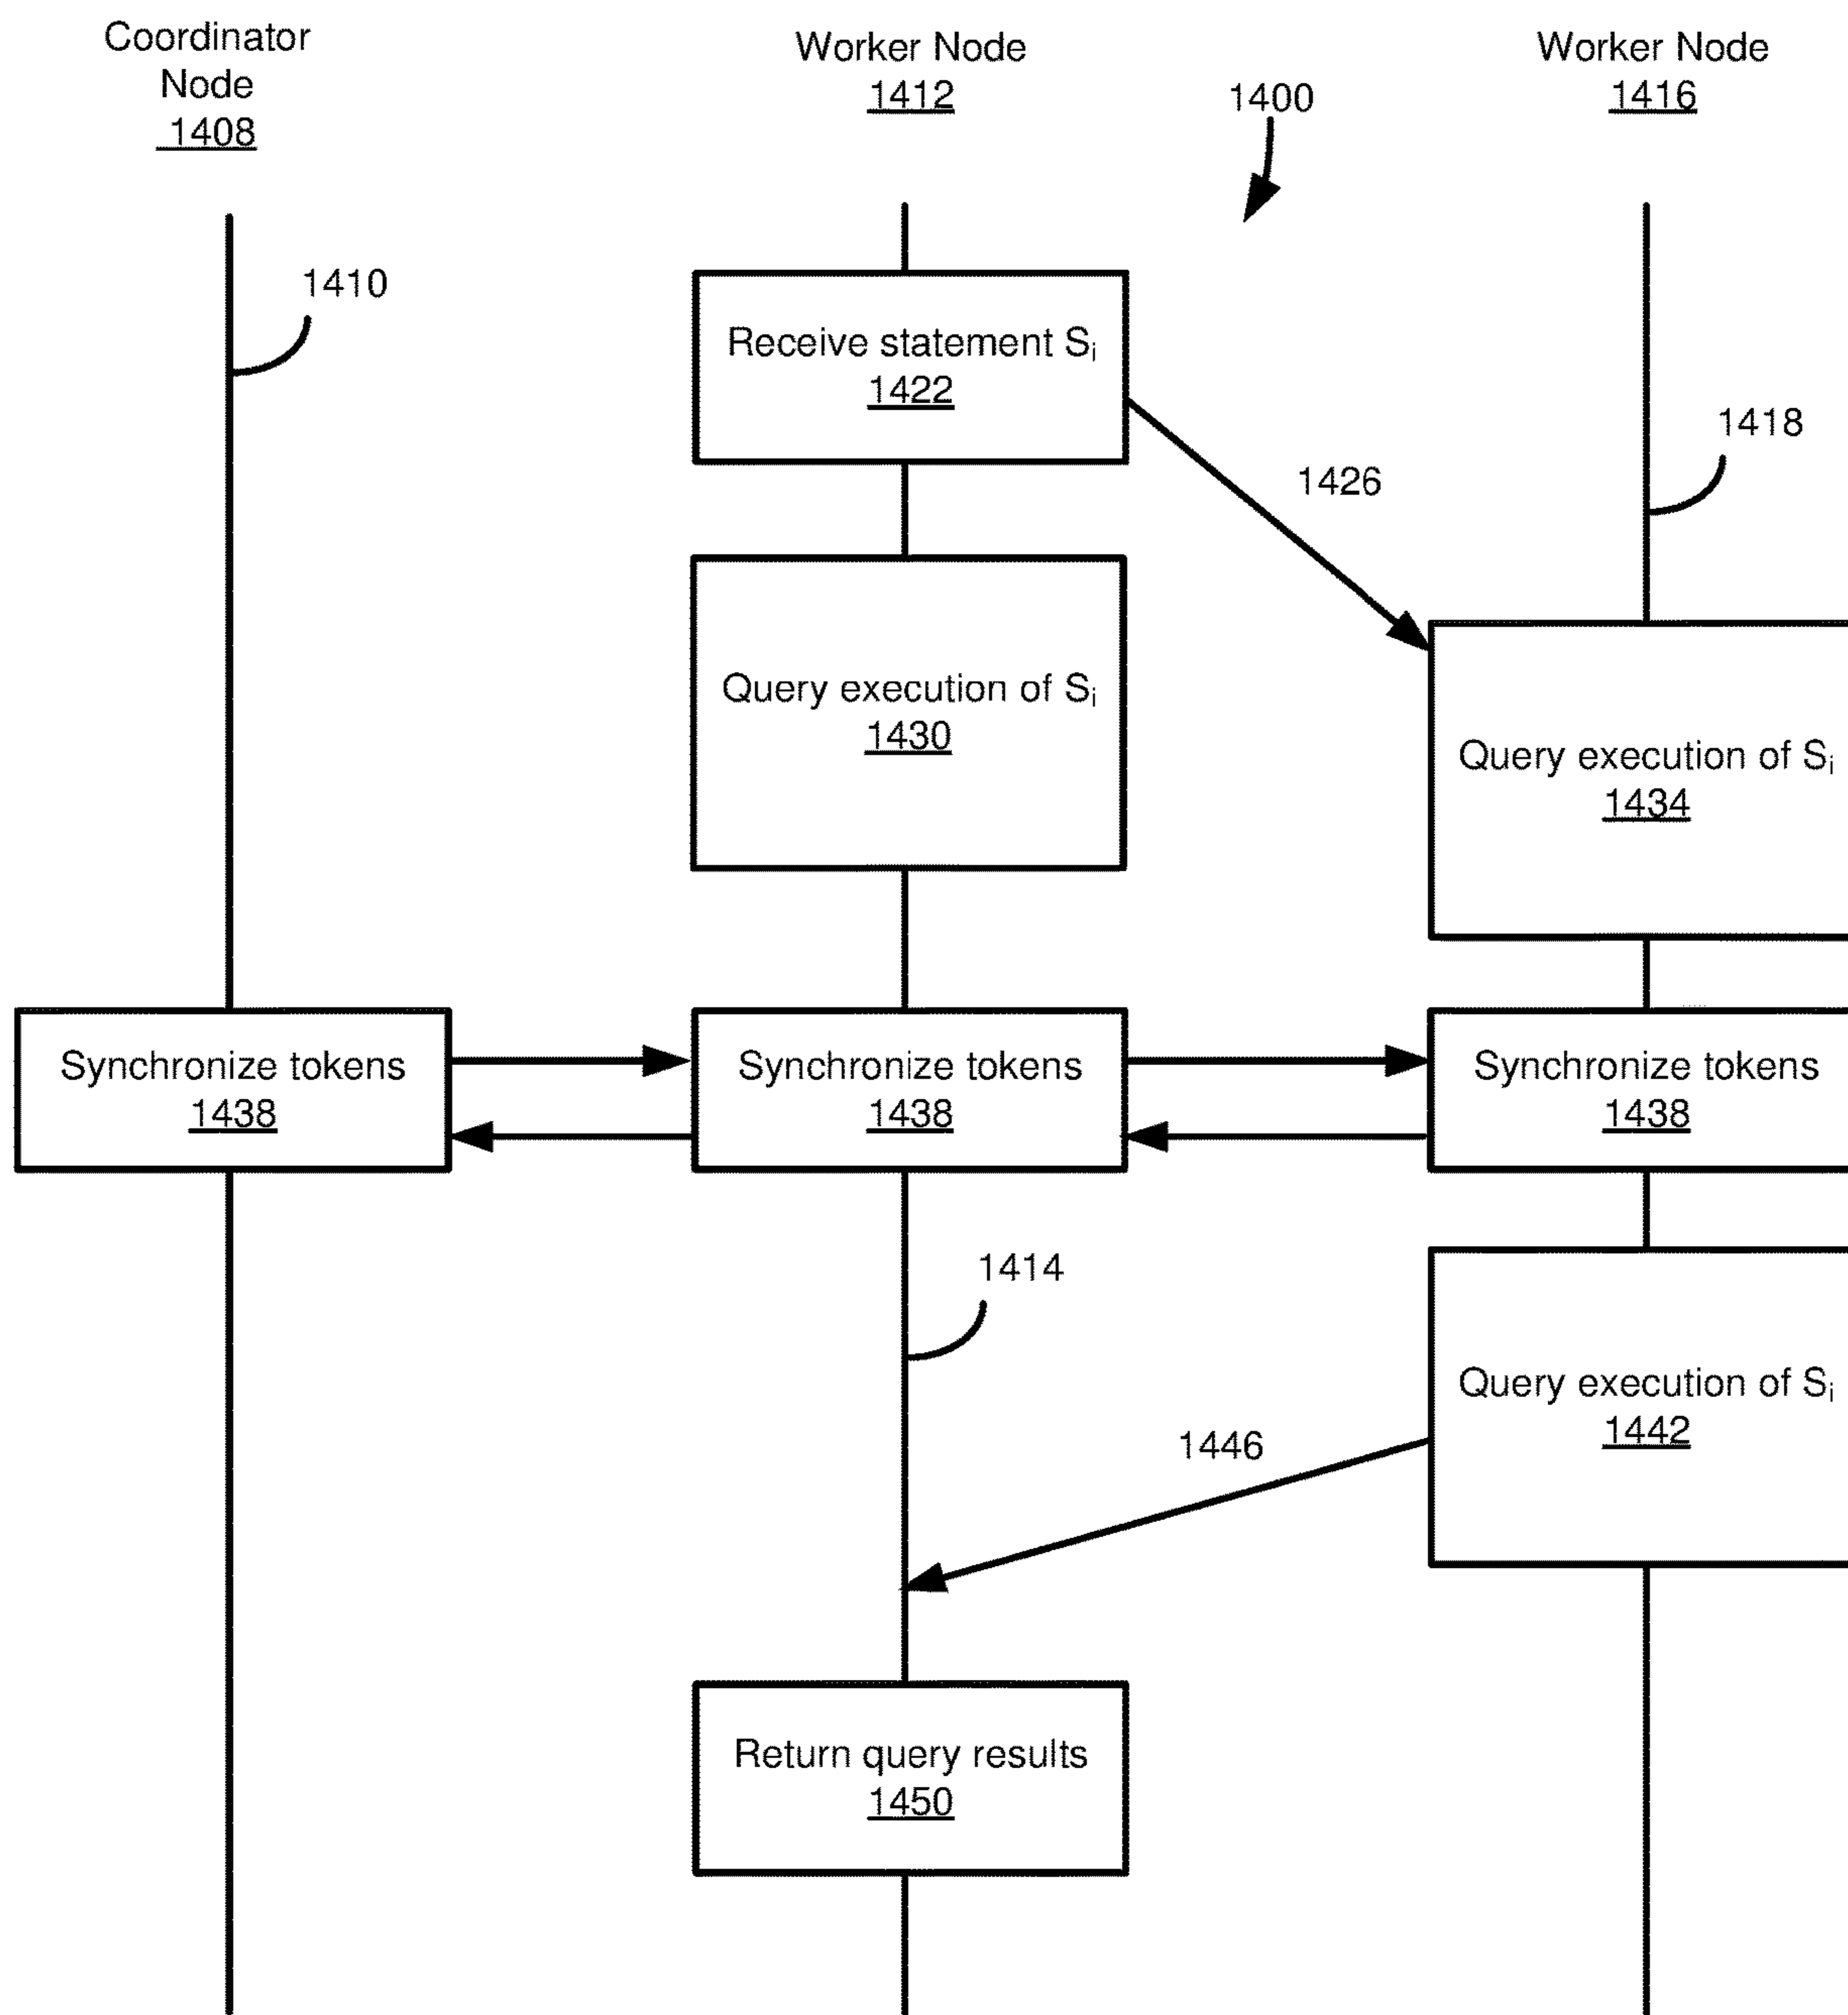 Coordinator
Node
1408
Worker Node
1412
1400
Worker Node
1416
1410
Receive statement Si
1422
1418
1426
Query execution of Si
1430
Query execution of Si
1434
Synchronize tokens
1438
Synchronize tokens
1438
Synchronize tokens
1438
1414
Query execution of Si
1442
1446
Return query results
1450